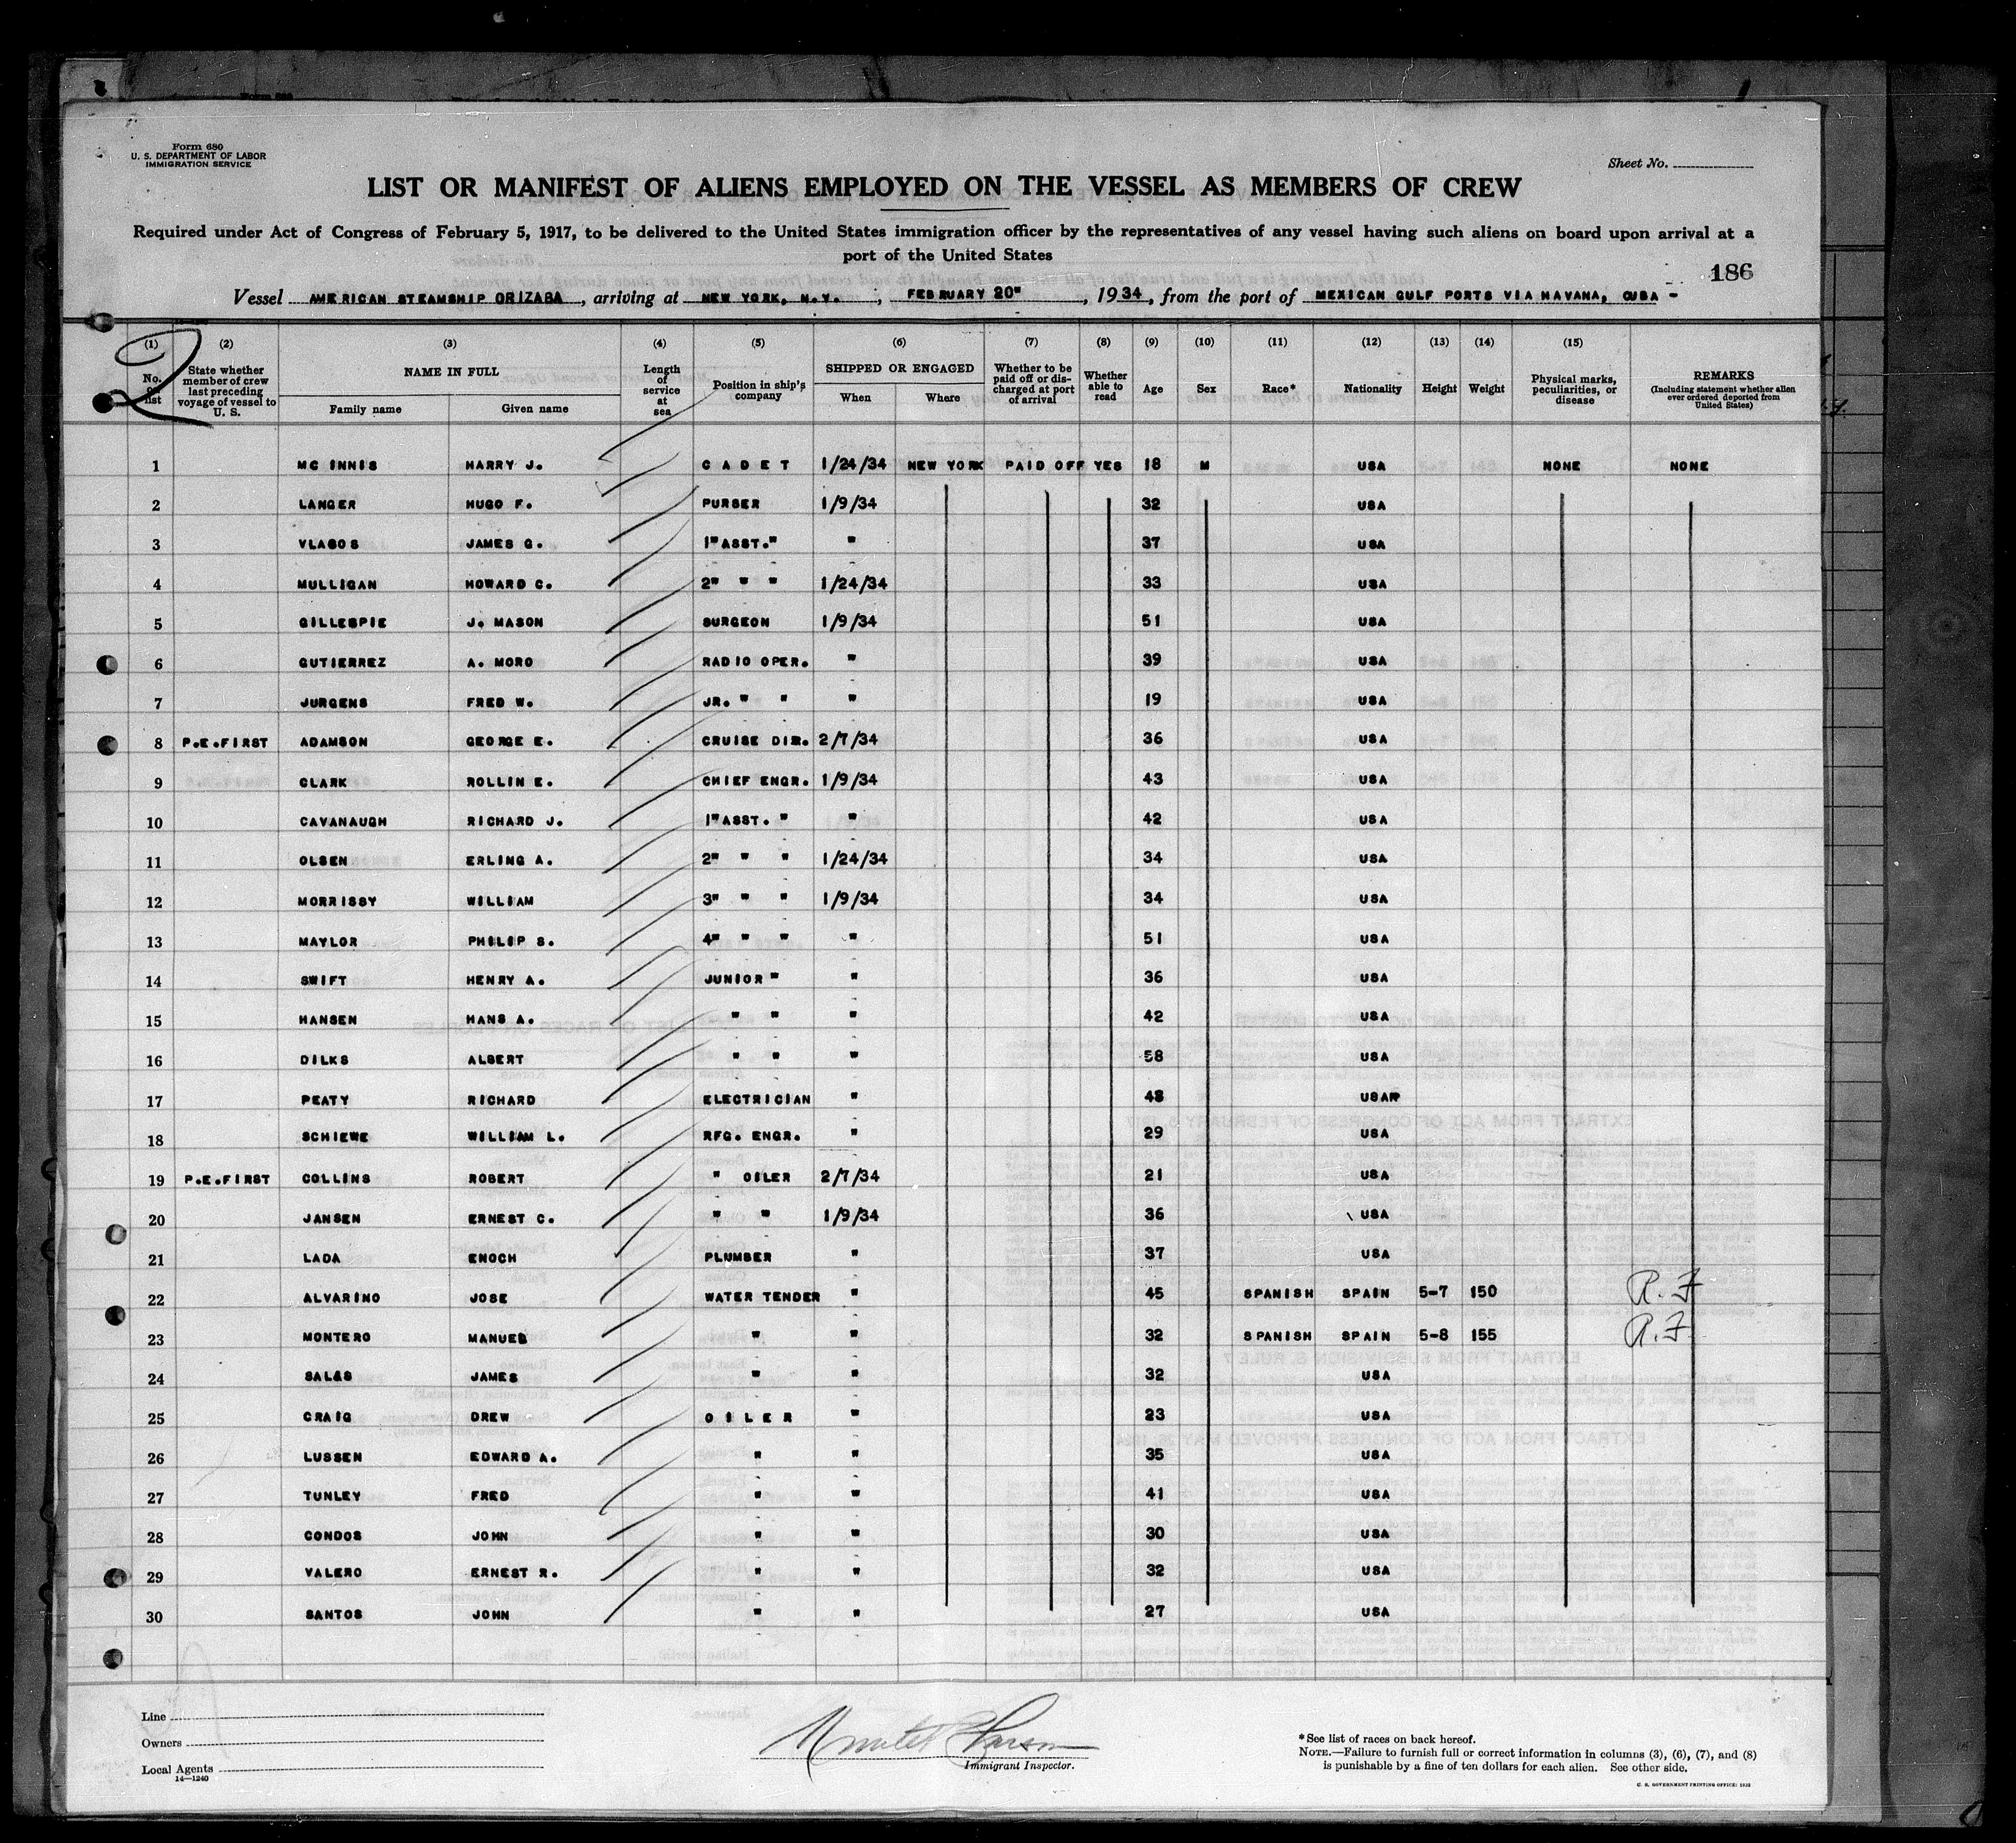 Form 680
U. S. DEPARTMENT OF LABOR
IMMIGRATION SERVICE
Sheet No.
LIST OR MANIFEST OF ALIENS EMPLOYED ON THE VESSEL AS MEMBERS OF CREW
Required under Act of Congress of February 5, 1917, to be delivered to the United States immigration officer by the representatives of any vessel having such aliens on board upon arrival at a
port of the United States
186
Vessel AMERICAN STEAMSHIP ORIZABA, arriving at NEW YORK, N.Y., FEBRUARY 20", 1934, from the port of MEXICAN GULF PORTS VIA HAVANA, CUBA -
(1) (2) (3) (4) (5) (6) (7) (8) (9) (10) (11) (12) (13) (14) (15)
No. on list State whether member of crew last preceding voyage of vessel to U. S. NAME IN FULL Family name Given name Length of service at sea Position in ship's company SHIPPED OR ENGAGED When Where Whether to be paid off or discharged at port of arrival Whether able to read Age Sex Race* Nationality Height Weight Physical marks, peculiarities, or disease REMARKS (Including statement whether alien ever ordered deported from United States)
2
1 MC INNIS HARRY J. CADET 1/24/34 NEW YORK PAID OFF YES 18 M USA NONE NONE
2 LANGER HUGO F. PURSER 1/9/34 32 USA
3 VLAGOS JAMES G. 1"ASST." " 37 USA
4 MULLIGAN HOWARD C. 2" " " 1/24/34 33 USA
5 GILLESPIE J. MASON SURGEON 1/9/34 51 USA
6 GUTIERREZ A. MORO RADIO OPER. " 39 USA
7 JURGENS FRED W. JR. " " " 19 USA
8 P.E.FIRST ADAMSON GEORGE E. CRUISE DIR. 2/7/34 36 USA
9 CLARK ROLLIN E. CHIEF ENGR. 1/9/34 43 USA
10 CAVANAUGH RICHARD J. 1"ASST. " " 42 USA
11 OLSEN ERLING A. 2" " " 1/24/34 34 USA
12 MORRISSY WILLIAM 3" " " 1/9/34 34 USA
13 MAYLOR PHILIP S. 4" " " " 51 USA
14 SWIFT HENRY A. JUNIOR " " 36 USA
15 HANSEN HANS A. " " " 42 USA
16 DILKS ALBERT " " " 58 USA
17 PEATY RICHARD ELECTRICIAN " 48 USA
18 SCHIEWE WILLIAM L. RFG. ENGR. " 29 USA
19 P.E.FIRST COLLINS ROBERT " OILER 2/7/34 21 USA
20 JANSEN ERNEST C. " " 1/9/34 36 USA
21 LADA ENOCH PLUMBER " 37 USA
22 ALVARINO JOSE WATER TENDER " 45 SPANISH SPAIN 5-7 150 R.F
23 MONTERO MANUEL " " 32 SPANISH SPAIN 5-8 155 R.F
24 SALAS JAMES " " 32 USA
25 CRAIG DREW OILER " 23 USA
26 LUSSEN EDWARD A. " " 35 USA
27 TUNLEY FRED " " 41 USA
28 CONDOS JOHN " " 30 USA
29 VALERO ERNEST R. " " 32 USA
30 SANTOS JOHN " " 27 USA
Line
Owners
Local Agents
14—1240
Immigrant Inspector.
*See list of races on back hereof.
NOTE.—Failure to furnish full or correct information in columns (3), (6), (7), and (8)
is punishable by a fine of ten dollars for each alien. See other side.
U. S. GOVERNMENT PRINTING OFFICE: 1932